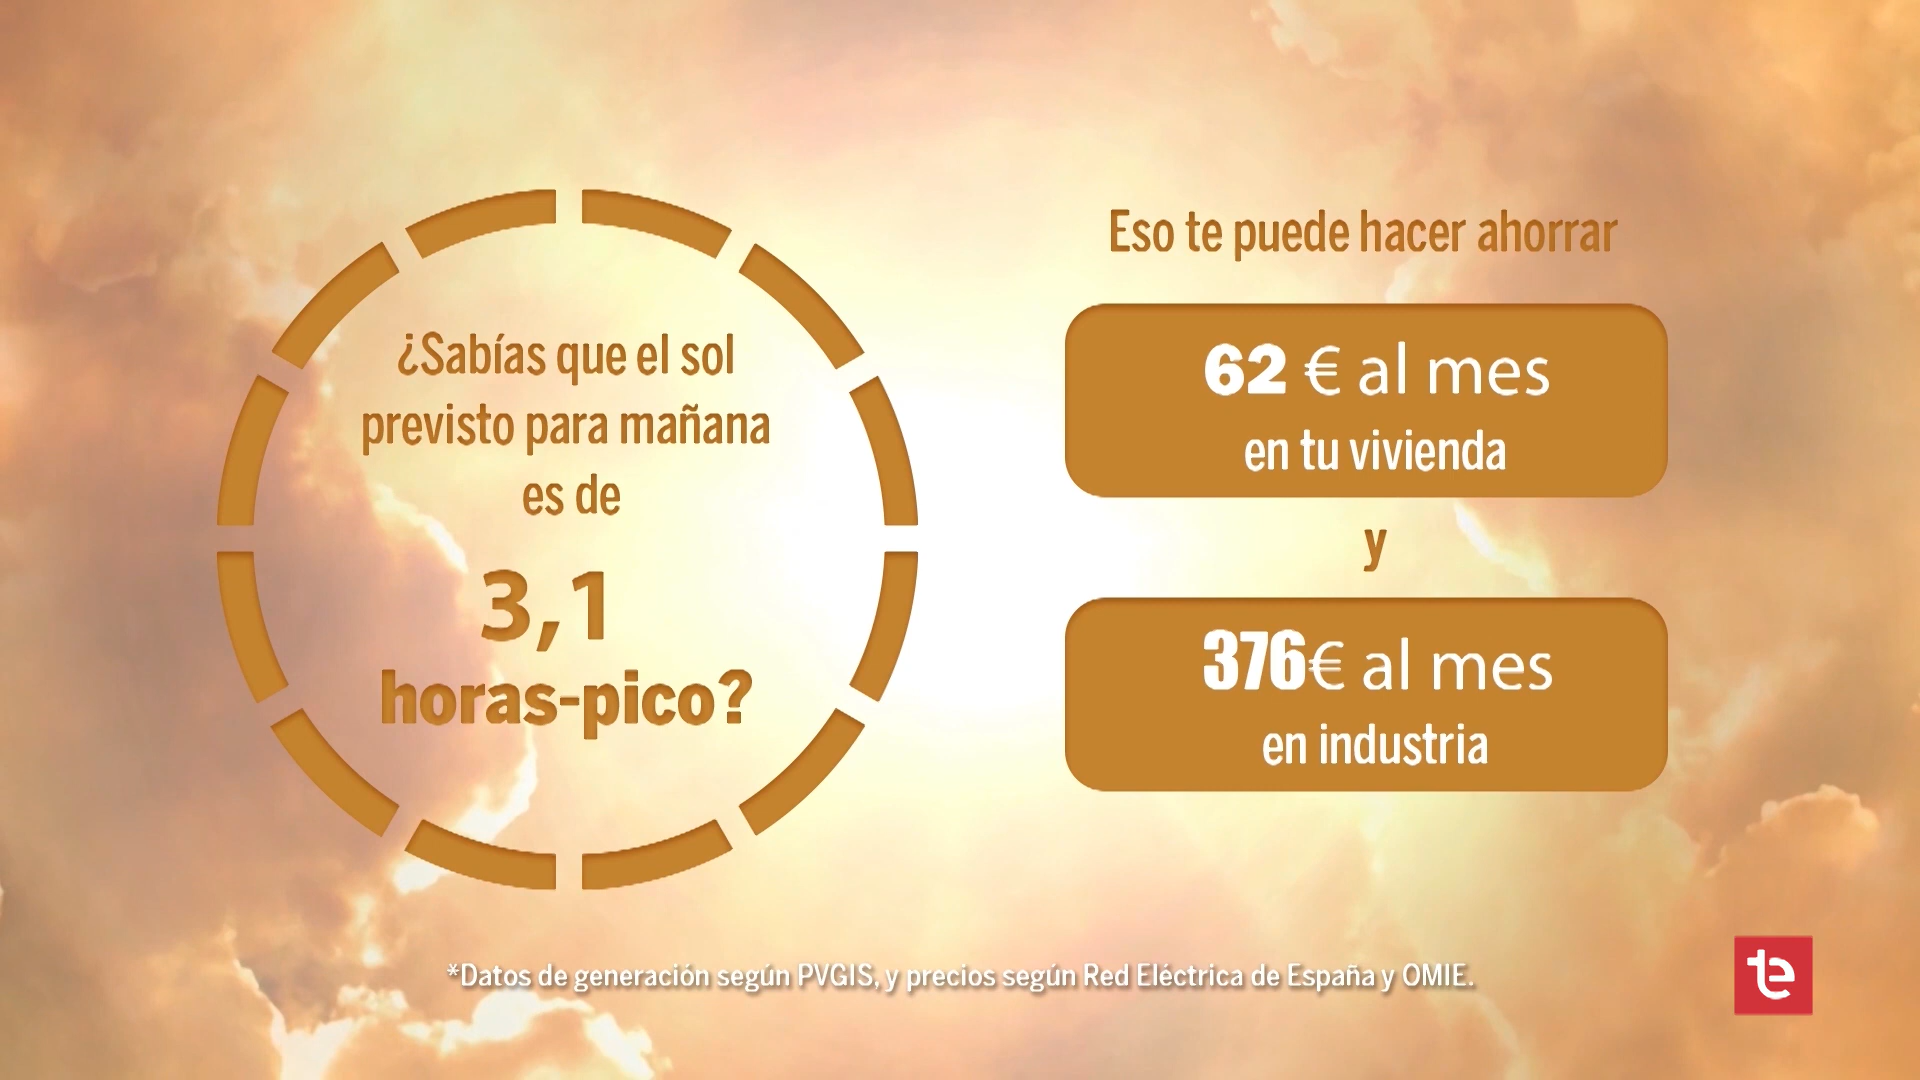 ¿Sabías que el sol
previsto para mañana
es de
3,1
horas-pico?
Eso te puede hacer ahorrar
62 € al mes
en tu vivienda
y
376€ al mes
en industria
*Datos de generación según PVGIS, y precios según Red Eléctrica de España y OMIE.
te